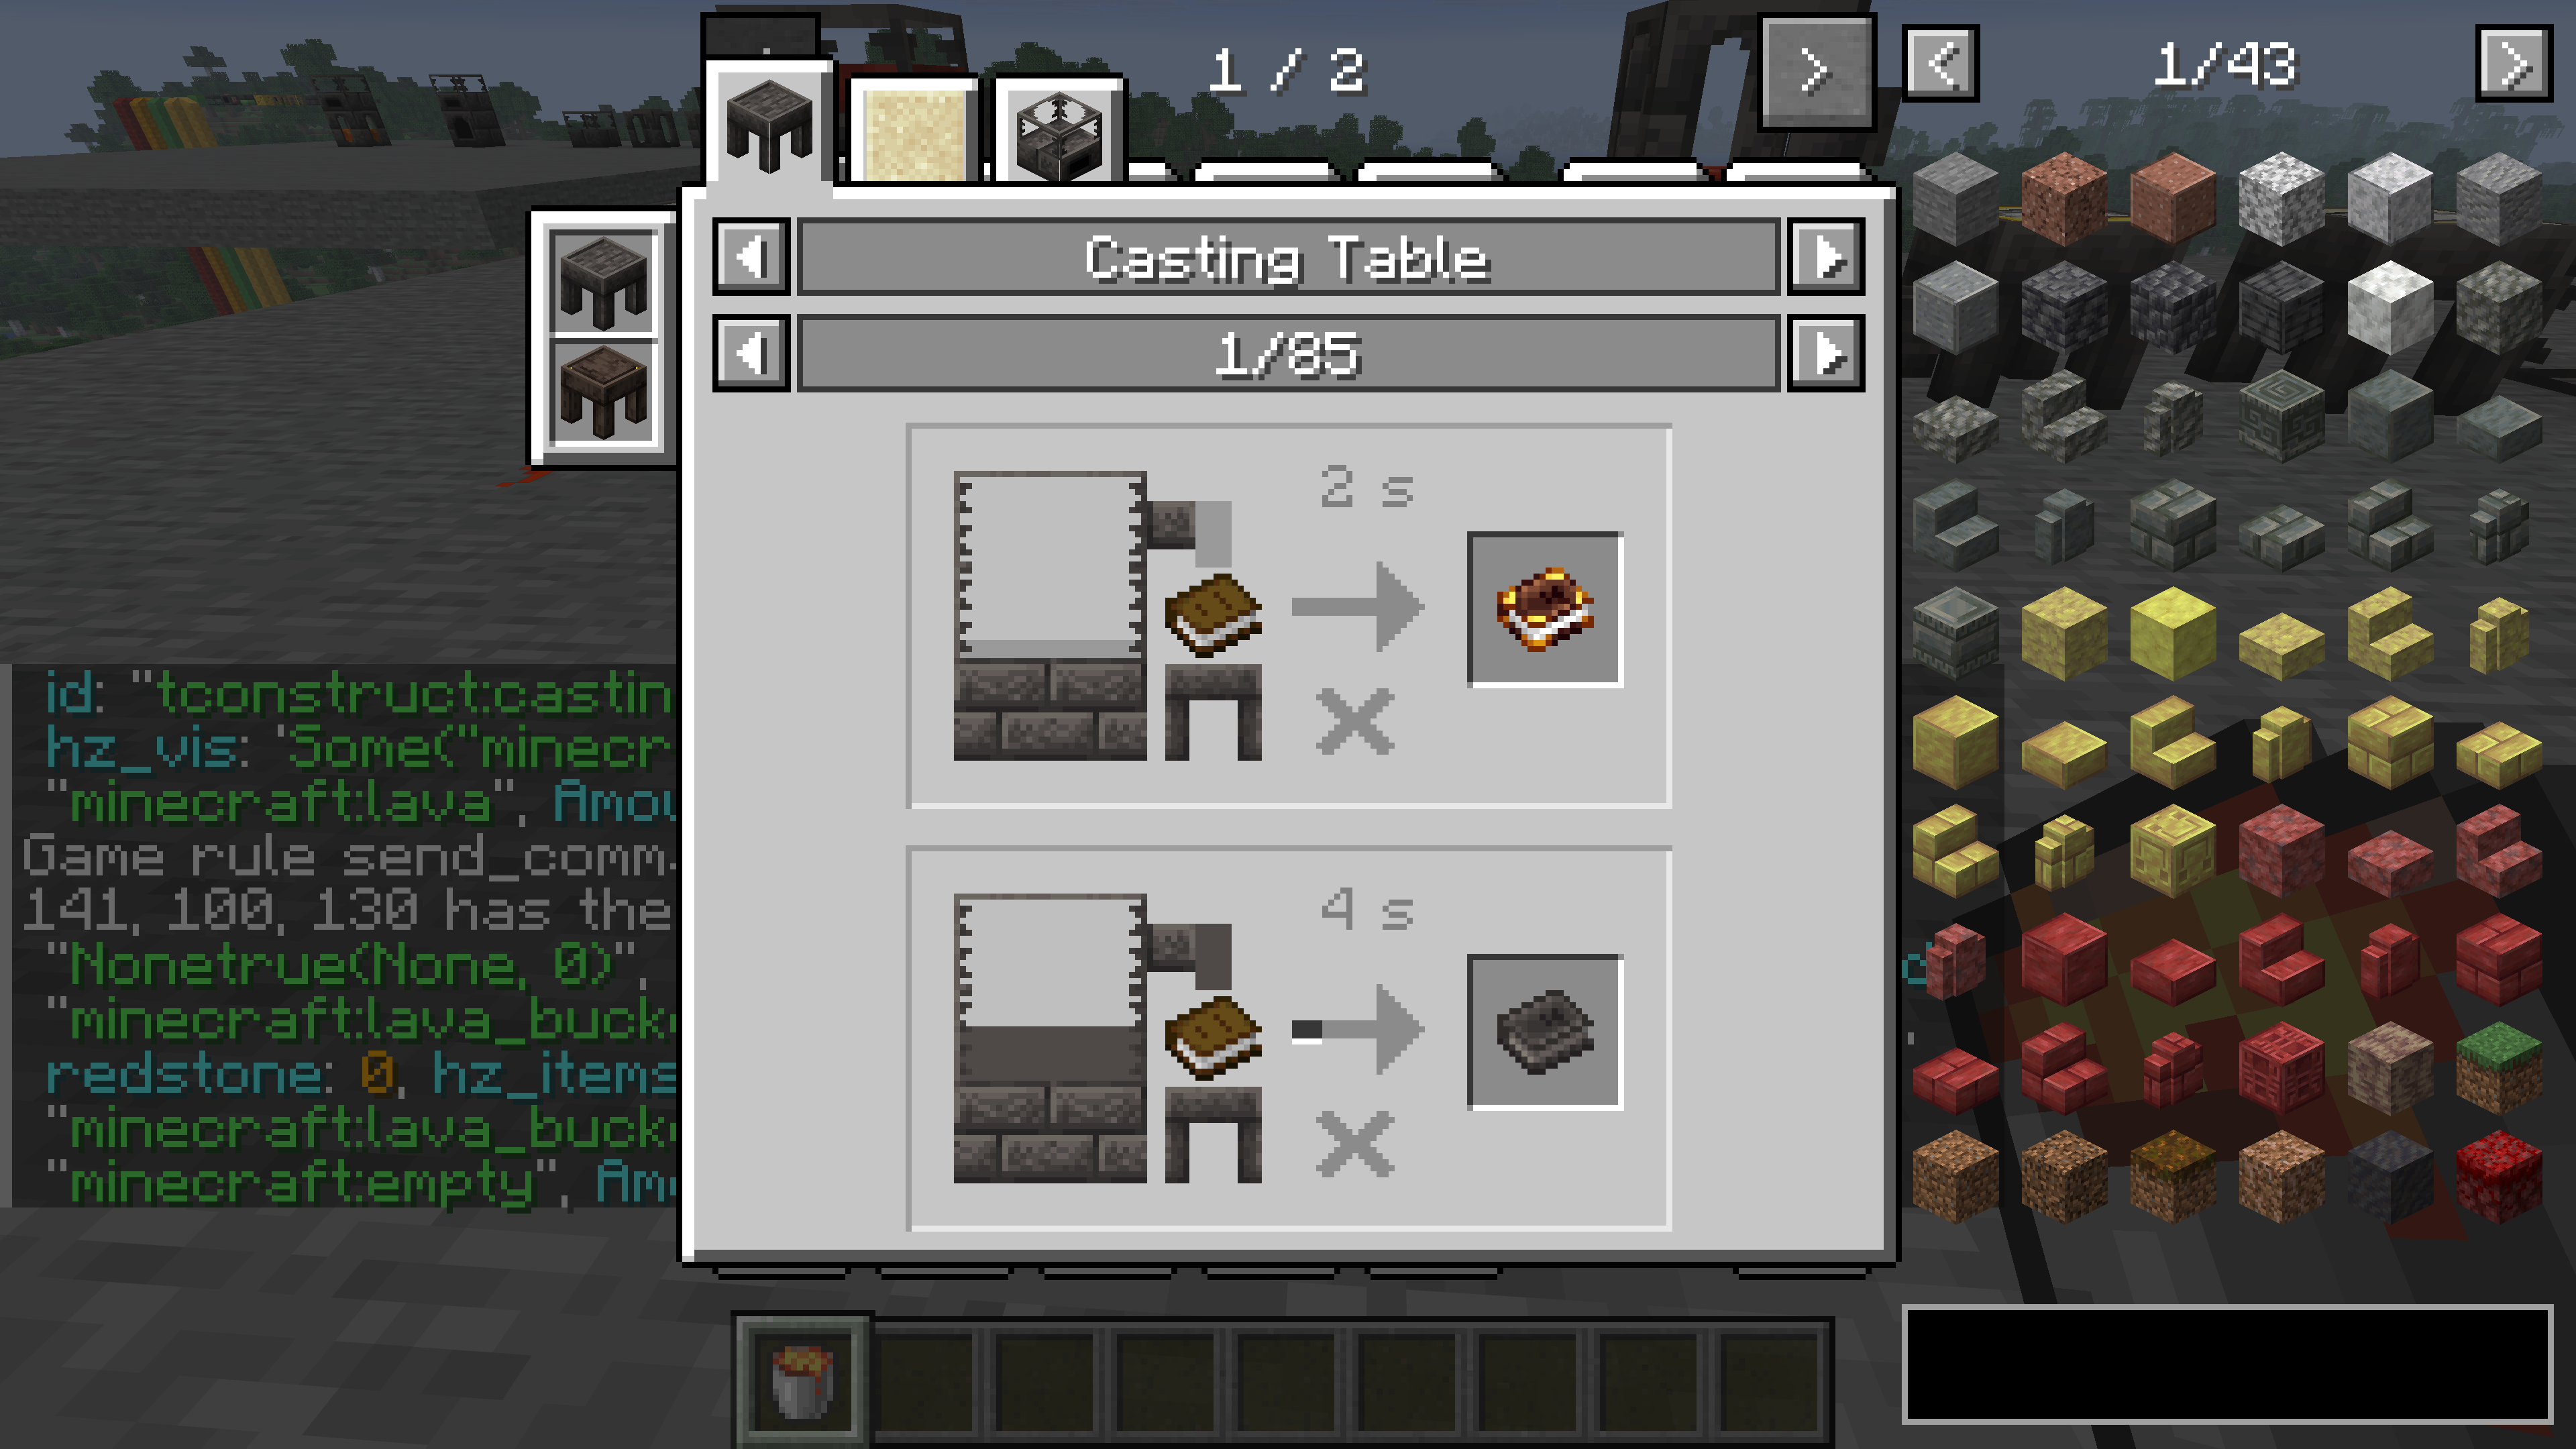 1 / 2
1/43
Casting Table
1/85
2 s
4 s
id: "tconstruct:castin
hz_vis: 'Some("minecr
"minecraft:lava", Amou
Game rule send_comm
141, 100, 130 has the
"Nonetrue(None, 0)",
"minecraft:lava_buck
redstone: 0, hz_items
"minecraft:lava_buck
"minecraft:empty", Am